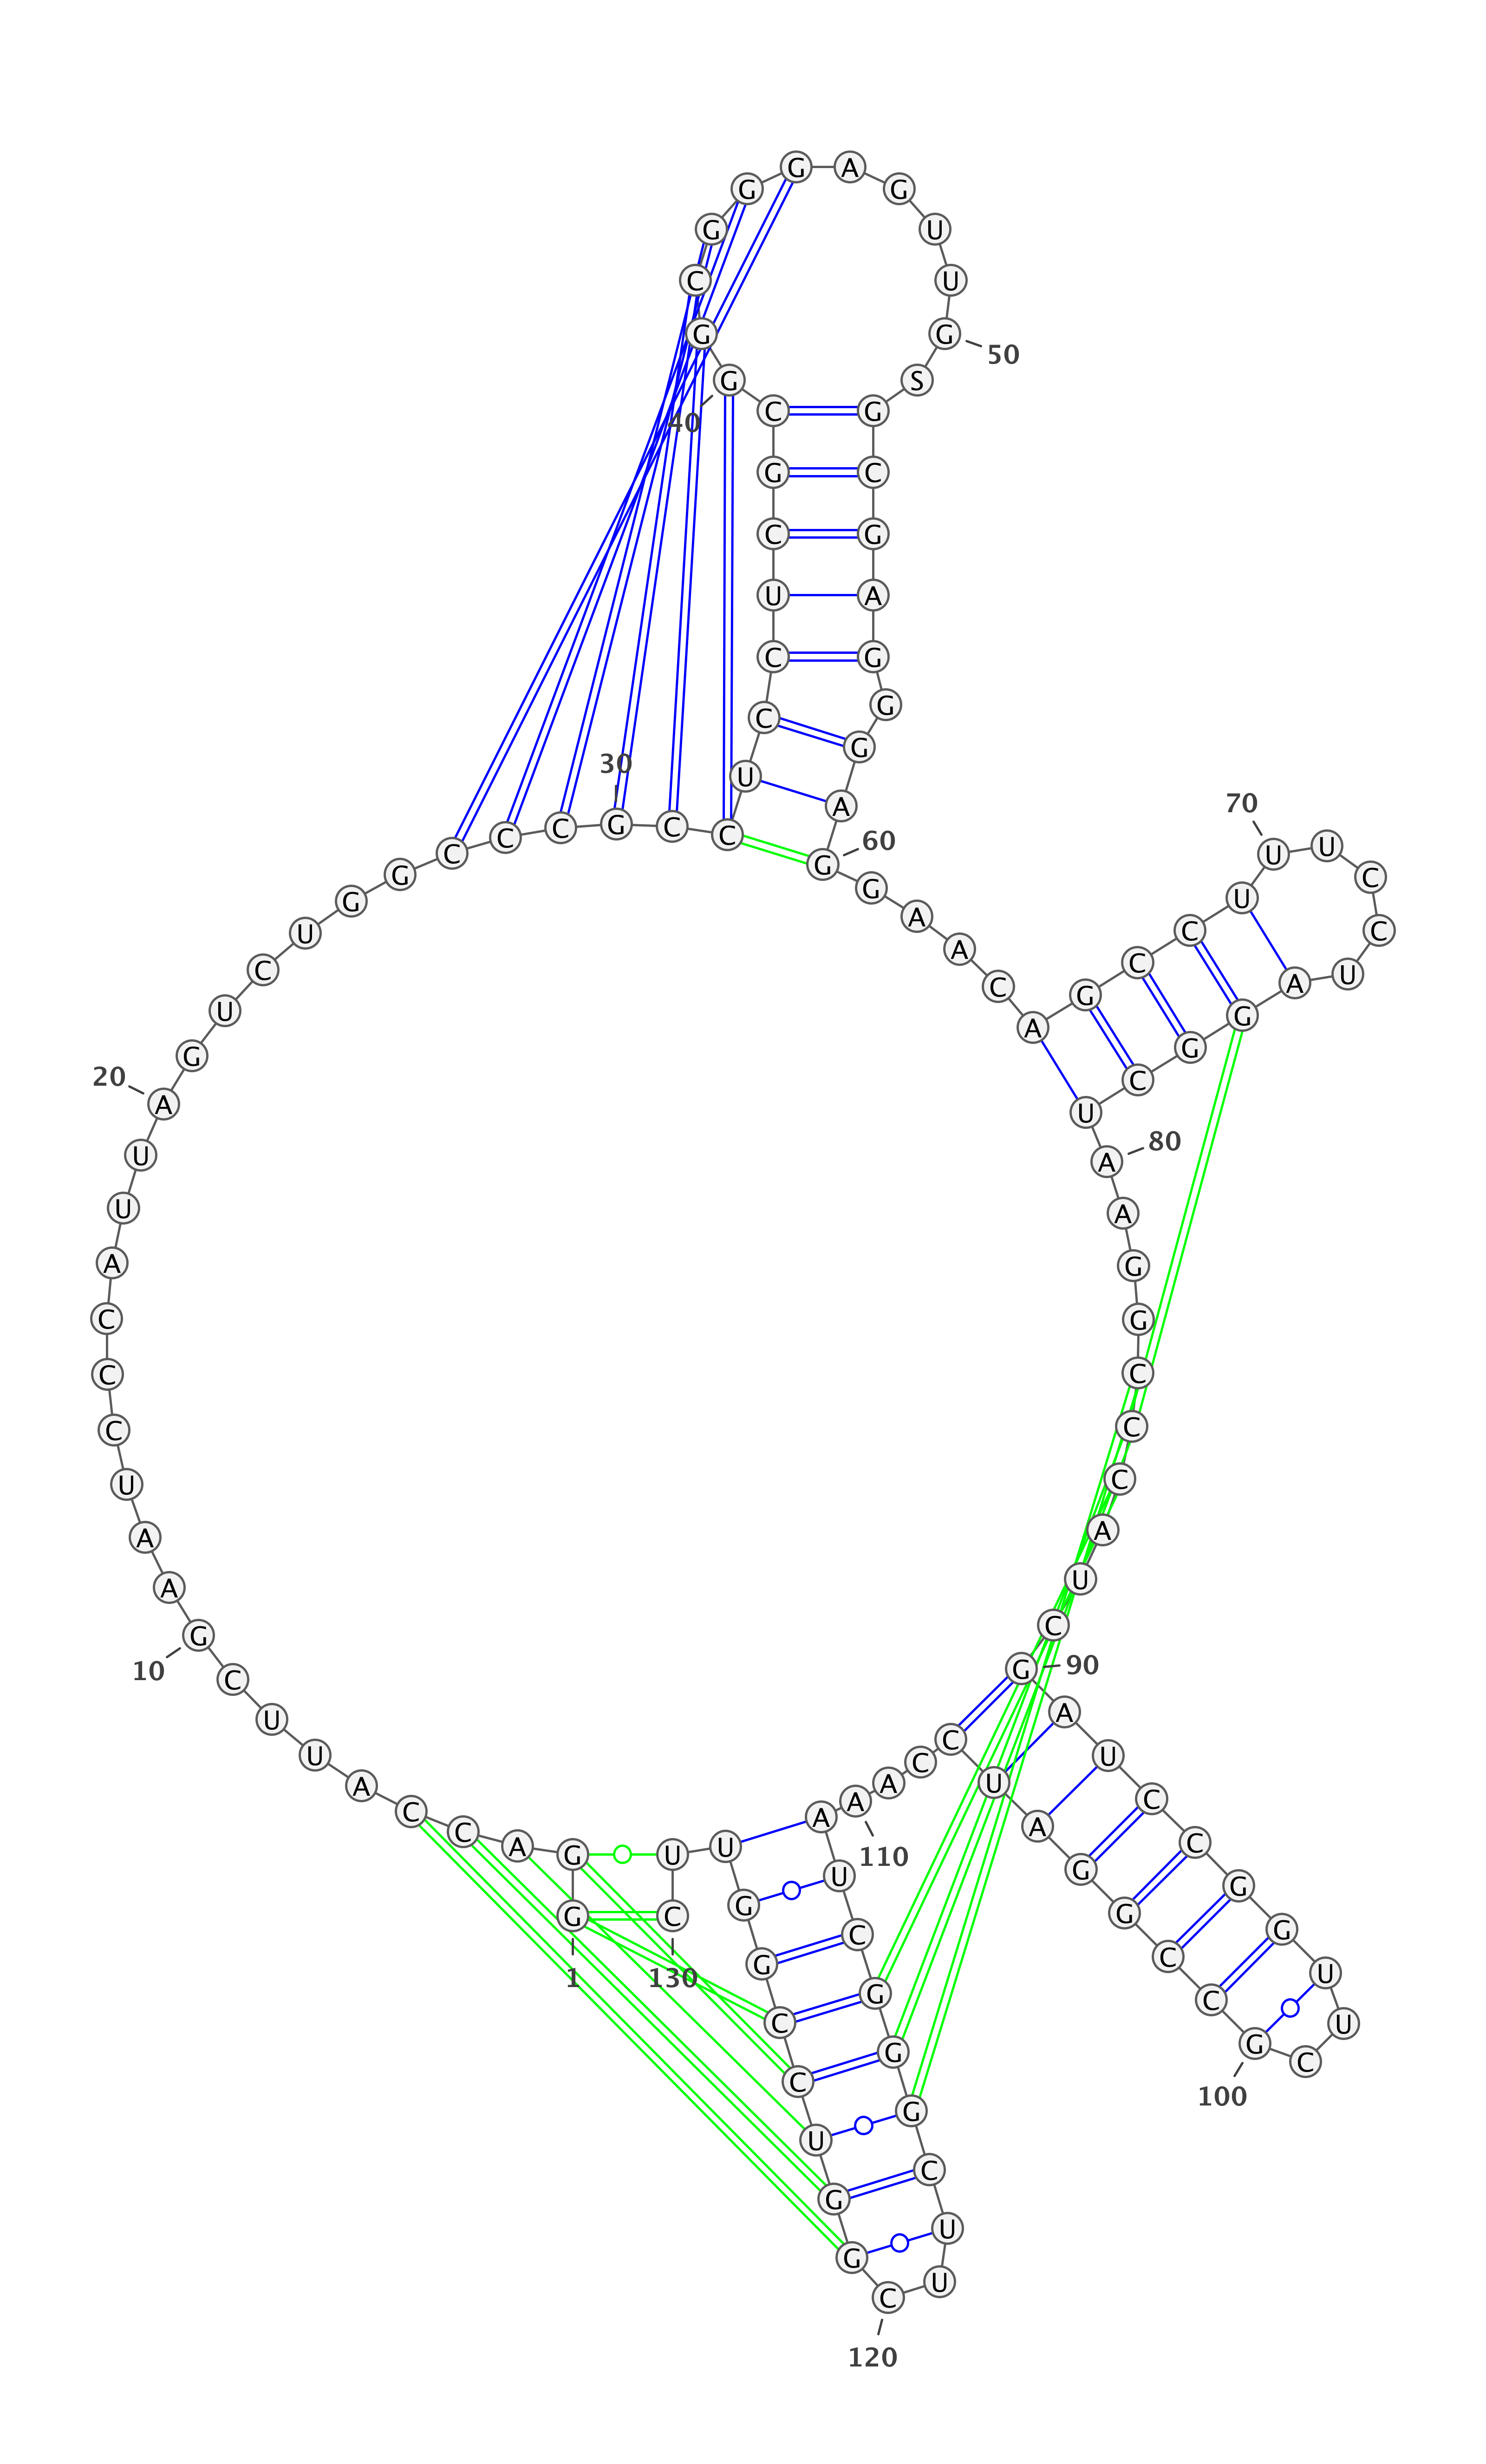 1
G G A C C A U U C G
10
A A U C C C A U U A
20
G U C U G G C C C G
30
C C U C C U C G C G
40
G C G G G A G U U G
50
S G C G A G G G A G
60
G A A C A G C C U U
70
U C C U A G G C U A
80
A G G C C C A U C G
90
A U C C G G U U C G
100
C C G G A U C C A A
110
A U C G G G C U U C
120
G G U C C G G U U C
130